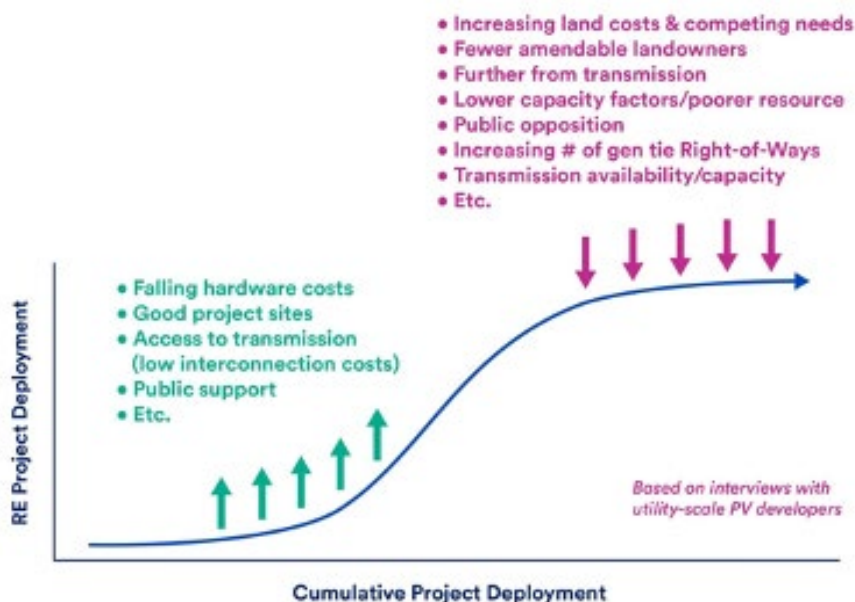 • Increasing land costs & competing needs
• Fewer amendable landowners
• Further from transmission
• Lower capacity factors/poorer resource
• Public opposition
• Increasing # of gen tie Right-of-Ways
• Transmission availability/capacity
• Etc.
• Falling hardware costs
• Good project sites
• Access to transmission
(low interconnection costs)
• Public support
• Etc.
RE Project Deployment
Based on interviews with
utility-scale PV developers
Cumulative Project Deployment